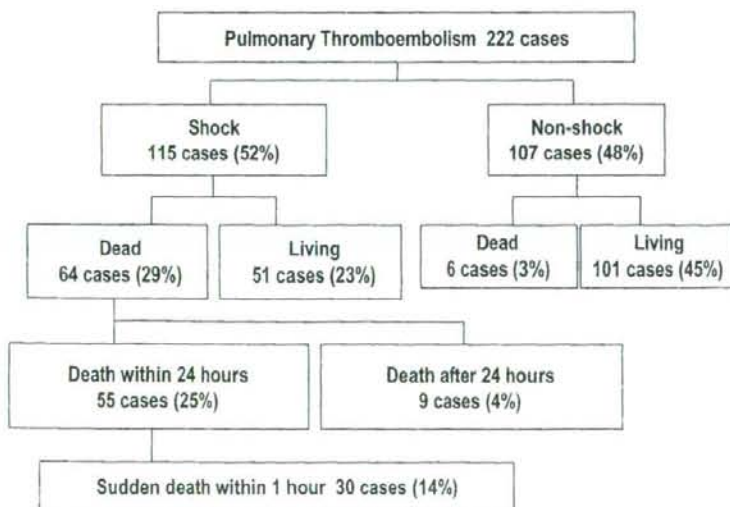 Pulmonary Thromboembolism 222 cases
Shock
115 cases (52%)
Non-shock
107 cases (48%)
Dead
64 cases (29%)
Living
51 cases (23%)
Dead
6 cases (3%)
Living
101 cases (45%)
Death within 24 hours
55 cases (25%)
Death after 24 hours
9 cases (4%)
Sudden death within 1 hour 30 cases (14%)